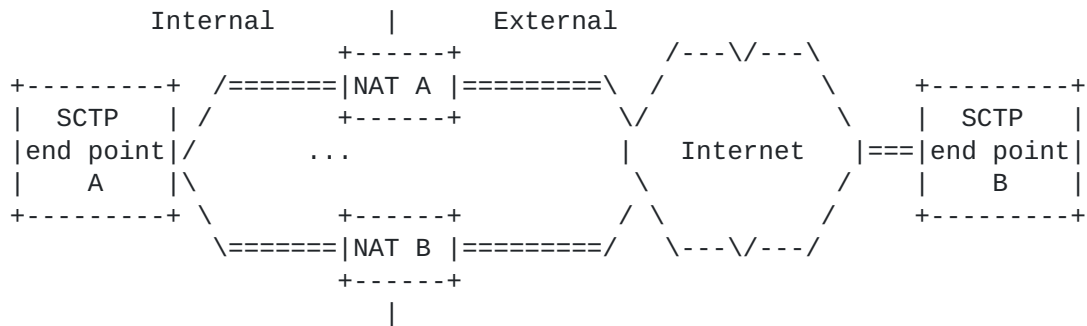 Internal | External
+------+ /---\/---\
+---------+ /=======|NAT A |=========\ / \ +---------+
| SCTP | / +------+ \/ \ | SCTP |
|end point|/ ... | Internet |===|end point|
| A |\ \ / | B |
+---------+ \ +------+ / \ / +---------+
\=======|NAT B |=========/ \---\/---/
+------+
|